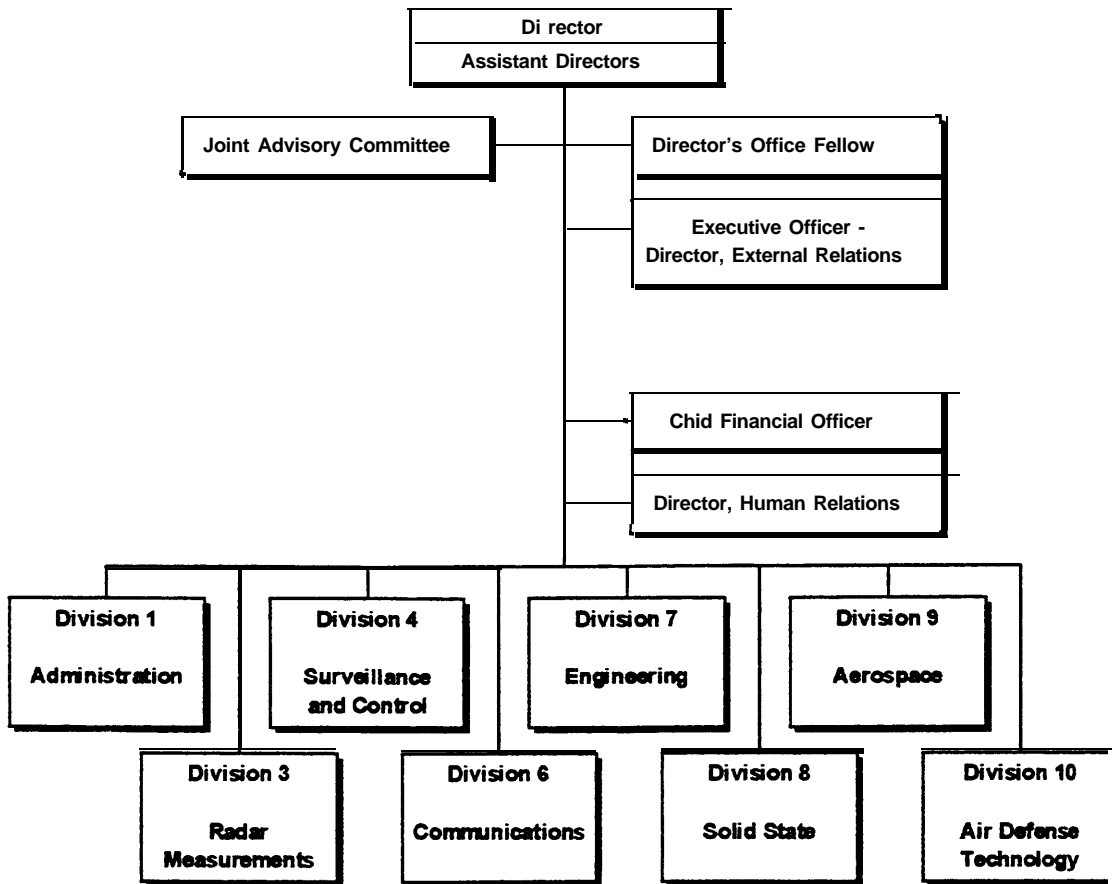 Di rector
Assistant Directors
Joint Advisory Committee
Director's Office Fellow
Executive Officer -
Director, External Relations
Chid Financial Officer
Director, Human Relations
Division 1
Administration
Division 4
Surveillance
and Control
Division 7
Engineering
Division 9
Aerospace
Division 3
Radar
Measurements
Division 6
Communications
Division 8
Solid State
Division 10
Air Defense
Technology